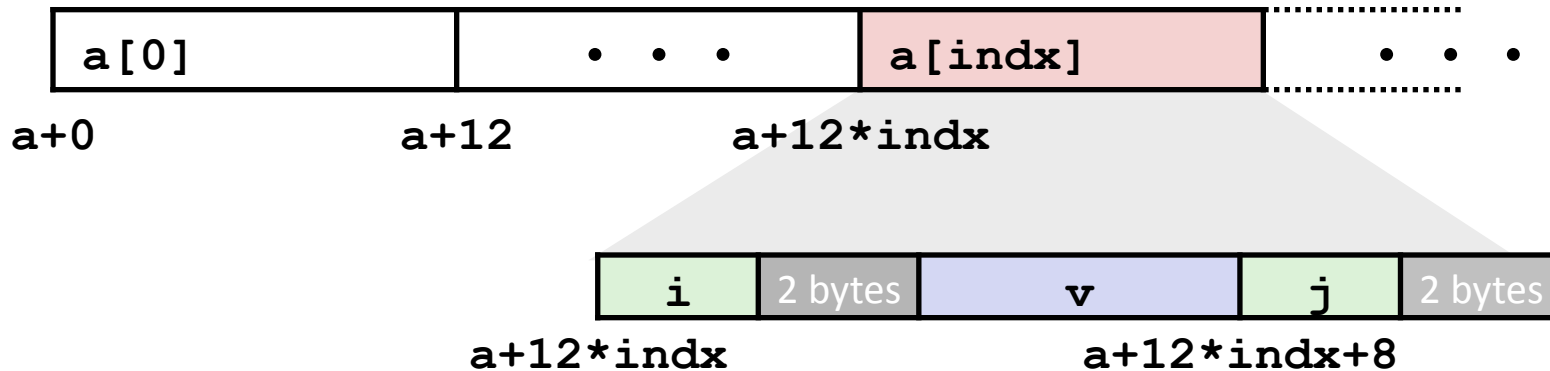 a[0] • • • a[indx] • • •
a+0 a+12 a+12*indx
i 2 bytes v j 2 bytes
a+12*indx a+12*indx+8